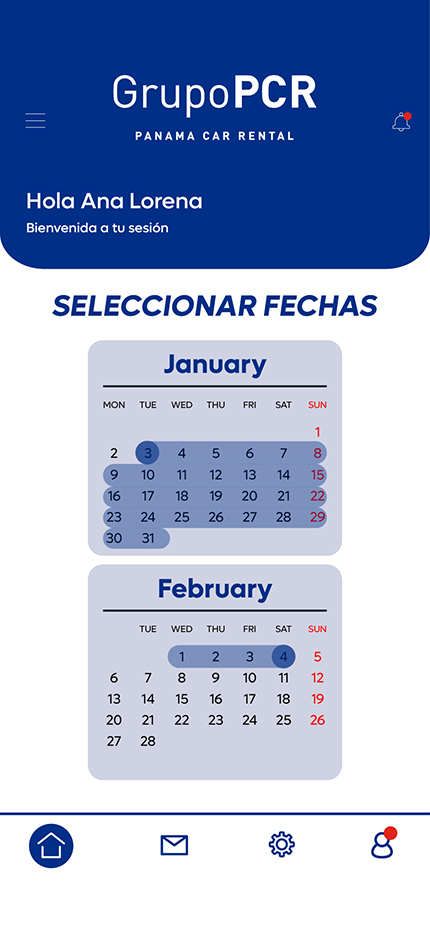 GrupoPCR
PANAMA CAR RENTAL
Hola Ana Lorena
Bienvenida a tu sesión
SELECCIONAR FECHAS
January
MON TUE WED THU FRI SAT SUN
1
2 3 4 5 6 7 8
9 10 11 12 13 14 15
16 17 18 19 20 21 22
23 24 25 26 27 28 29
30 31
February
TUE WED THU FRI SAT SUN
1 2 3 4 5
6 7 8 9 10 11 12
13 14 15 16 17 18 19
20 21 22 23 24 25 26
27 28